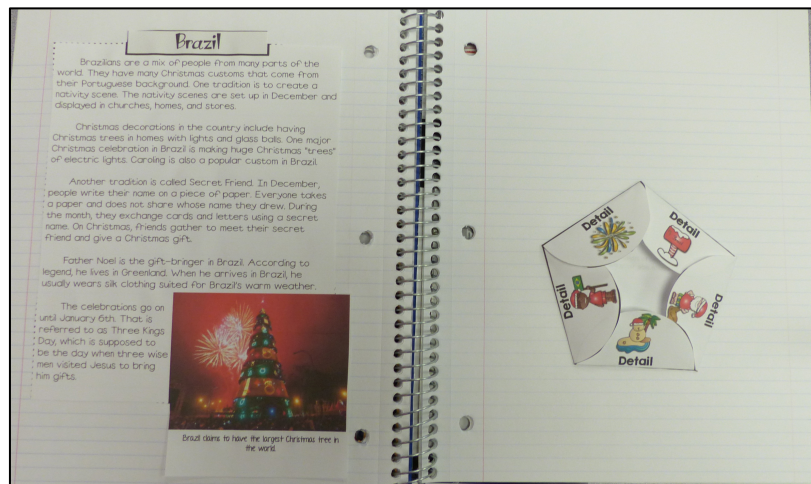 Brazil
Brazilians are a mix of people from many parts of the
world. They have many Christmas customs that come from
their Portuguese background. One tradition is to create a
nativity scene. The nativity scenes are set up in December and
displayed in churches, homes, and stores.
Christmas decorations in the country include having
Christmas trees in homes with lights and glass balls. One major
Christmas celebration in Brazil is making huge Christmas "trees"
of electric lights. Caroling is also a popular custom in Brazil.
Another tradition is called Secret Friend. In December,
people write their name on a piece of paper. Everyone takes
a paper and does not share whose name they drew. During
the month, they exchange cards and letters using a secret
name. On Christmas, friends gather to meet their secret
friend and give a Christmas gift.
Father Noel is the gift-bringer in Brazil. According to
legend, he lives in Greenland. When he arrives in Brazil, he
usually wears silk clothing suited for Brazil's warm weather.
The celebrations go on
until January 6th. That is
referred to as Three Kings
Day, which is supposed to
be the day when three wise
men visited Jesus to bring
him gifts.
Brazil claims to have the largest Christmas tree in
the world.
Detail
Detail
Detail
Detail
Detail